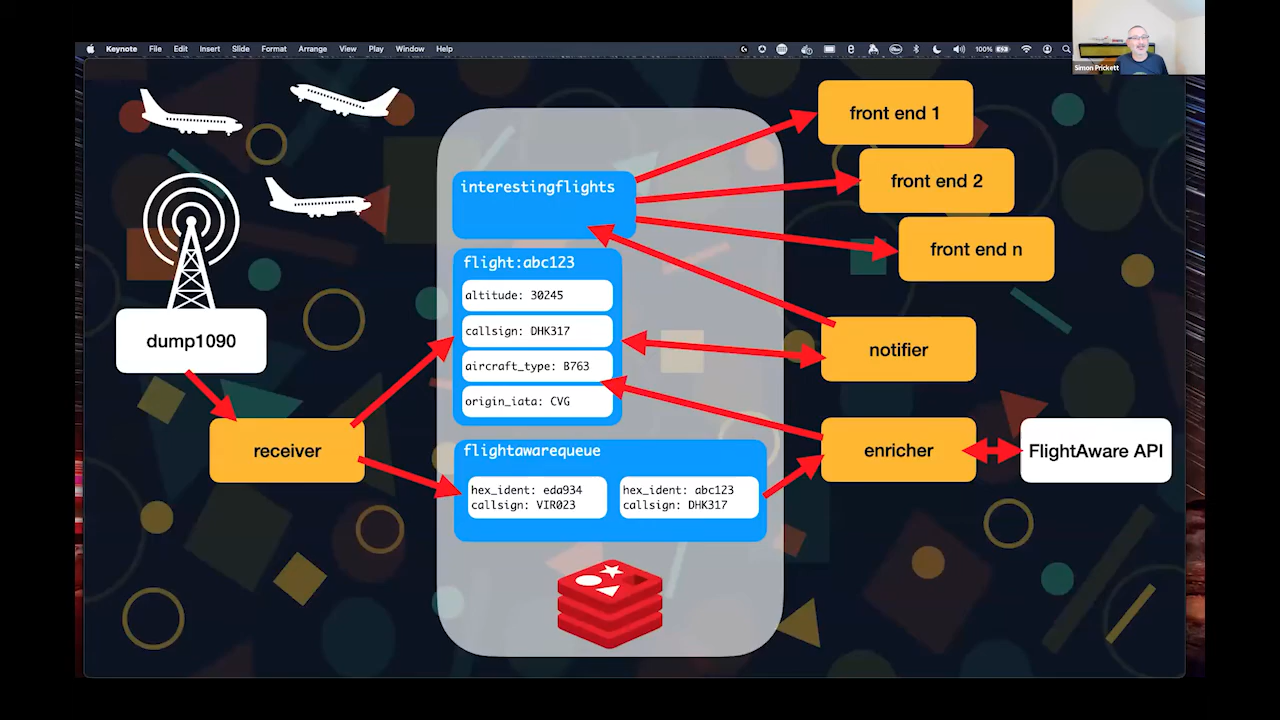 Keynote File Edit Insert Slide Format Arrange View Play Window Help
100%
Simon Prickett
front end 1
front end 2
front end n
interestingflights
flight:abc123
altitude: 30245
callsign: DHK317
aircraft_type: B763
origin_iata: CVG
dump1090
receiver
notifier
enricher
FlightAware API
flightawarequeue
hex_ident: eda934
callsign: VIR023
hex_ident: abc123
callsign: DHK317